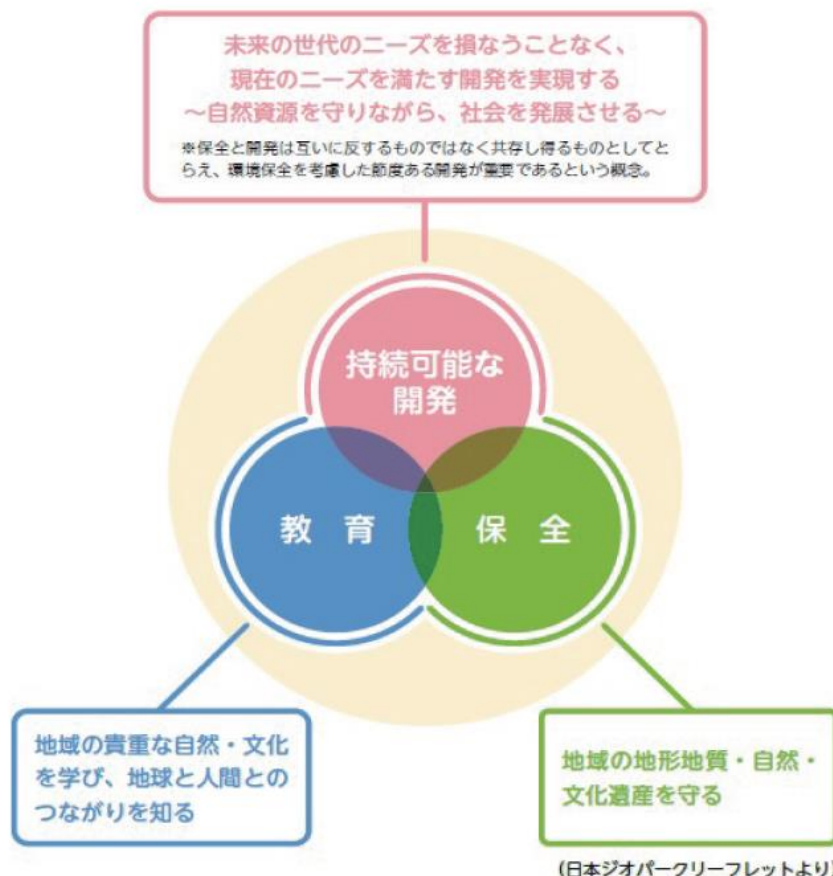 未来の世代のニーズを損なうことなく、
現在のニーズを満たす開発を実現する
～自然資源を守りながら、社会を発展させる～
※保全と開発は互いに反するものではなく共存し得るものとしてと
らえ、環境保全を考慮した節度ある開発が重要であるという概念。
持続可能な
開発
教　育
保　全
地域の貴重な自然・文化
を学び、地球と人間との
つながりを知る
地域の地形地質・自然・
文化遺産を守る
(日本ジオパークリーフレットより)